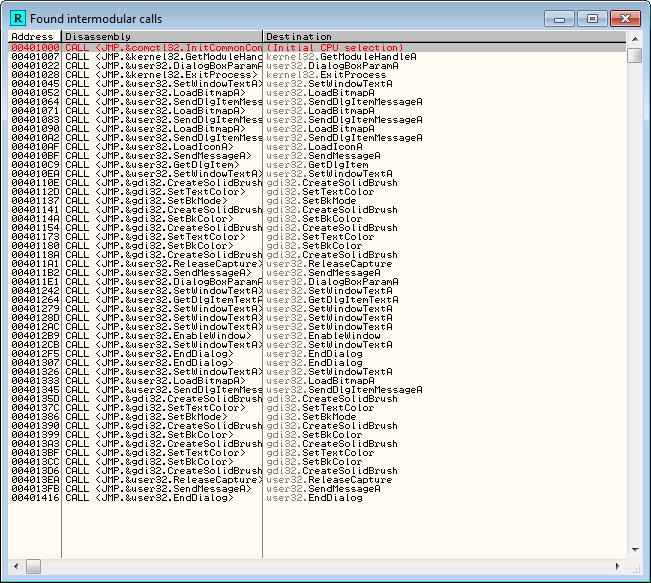 R Found intermodular calls
Address Disassembly Destination
00401000 CALL <JMP.&comctl32.InitCommonCon (Initial CPU selection)
00401007 CALL <JMP.&kernel32.GetModuleHand kernel32.GetModuleHandleA
00401022 CALL <JMP.&user32.DialogBoxParamA user32.DialogBoxParamA
00401028 CALL <JMP.&kernel32.ExitProcess> kernel32.ExitProcess
00401045 CALL <JMP.&user32.SetWindowTextA> user32.SetWindowTextA
00401052 CALL <JMP.&user32.LoadBitmapA> user32.LoadBitmapA
00401064 CALL <JMP.&user32.SendDlgItemMess user32.SendDlgItemMessageA
00401071 CALL <JMP.&user32.LoadBitmapA> user32.LoadBitmapA
00401083 CALL <JMP.&user32.SendDlgItemMess user32.SendDlgItemMessageA
00401090 CALL <JMP.&user32.LoadBitmapA> user32.LoadBitmapA
004010A2 CALL <JMP.&user32.SendDlgItemMess user32.SendDlgItemMessageA
004010AF CALL <JMP.&user32.LoadIconA> user32.LoadIconA
004010BF CALL <JMP.&user32.SendMessageA> user32.SendMessageA
004010C9 CALL <JMP.&user32.GetDlgItem> user32.GetDlgItem
004010EA CALL <JMP.&user32.SetWindowTextA> user32.SetWindowTextA
0040110E CALL <JMP.&gdi32.CreateSolidBrush gdi32.CreateSolidBrush
0040112D CALL <JMP.&gdi32.SetTextColor> gdi32.SetTextColor
00401137 CALL <JMP.&gdi32.SetBkMode> gdi32.SetBkMode
00401141 CALL <JMP.&gdi32.CreateSolidBrush gdi32.CreateSolidBrush
0040114A CALL <JMP.&gdi32.SetBkColor> gdi32.SetBkColor
00401154 CALL <JMP.&gdi32.CreateSolidBrush gdi32.CreateSolidBrush
00401173 CALL <JMP.&gdi32.SetTextColor> gdi32.SetTextColor
00401180 CALL <JMP.&gdi32.SetBkColor> gdi32.SetBkColor
0040118A CALL <JMP.&gdi32.CreateSolidBrush gdi32.CreateSolidBrush
004011A1 CALL <JMP.&user32.ReleaseCapture> user32.ReleaseCapture
004011B2 CALL <JMP.&user32.SendMessageA> user32.SendMessageA
004011E1 CALL <JMP.&user32.DialogBoxParamA user32.DialogBoxParamA
00401242 CALL <JMP.&user32.SetWindowTextA> user32.SetWindowTextA
00401264 CALL <JMP.&user32.GetDlgItemTextA user32.GetDlgItemTextA
00401279 CALL <JMP.&user32.SetWindowTextA> user32.SetWindowTextA
0040128D CALL <JMP.&user32.SetWindowTextA> user32.SetWindowTextA
004012AC CALL <JMP.&user32.SetWindowTextA> user32.SetWindowTextA
004012B9 CALL <JMP.&user32.EnableWindow> user32.EnableWindow
004012CB CALL <JMP.&user32.SetWindowTextA> user32.SetWindowTextA
004012F5 CALL <JMP.&user32.EndDialog> user32.EndDialog
00401307 CALL <JMP.&user32.EndDialog> user32.EndDialog
00401326 CALL <JMP.&user32.SetWindowTextA> user32.SetWindowTextA
00401333 CALL <JMP.&user32.LoadBitmapA> user32.LoadBitmapA
00401345 CALL <JMP.&user32.SendDlgItemMess user32.SendDlgItemMessageA
0040135D CALL <JMP.&gdi32.CreateSolidBrush gdi32.CreateSolidBrush
0040137C CALL <JMP.&gdi32.SetTextColor> gdi32.SetTextColor
00401386 CALL <JMP.&gdi32.SetBkMode> gdi32.SetBkMode
00401390 CALL <JMP.&gdi32.CreateSolidBrush gdi32.CreateSolidBrush
00401399 CALL <JMP.&gdi32.SetBkColor> gdi32.SetBkColor
004013A3 CALL <JMP.&gdi32.CreateSolidBrush gdi32.CreateSolidBrush
004013BF CALL <JMP.&gdi32.SetTextColor> gdi32.SetTextColor
004013CC CALL <JMP.&gdi32.SetBkColor> gdi32.SetBkColor
004013D6 CALL <JMP.&gdi32.CreateSolidBrush gdi32.CreateSolidBrush
004013EA CALL <JMP.&user32.ReleaseCapture> user32.ReleaseCapture
004013FB CALL <JMP.&user32.SendMessageA> user32.SendMessageA
00401416 CALL <JMP.&user32.EndDialog> user32.EndDialog